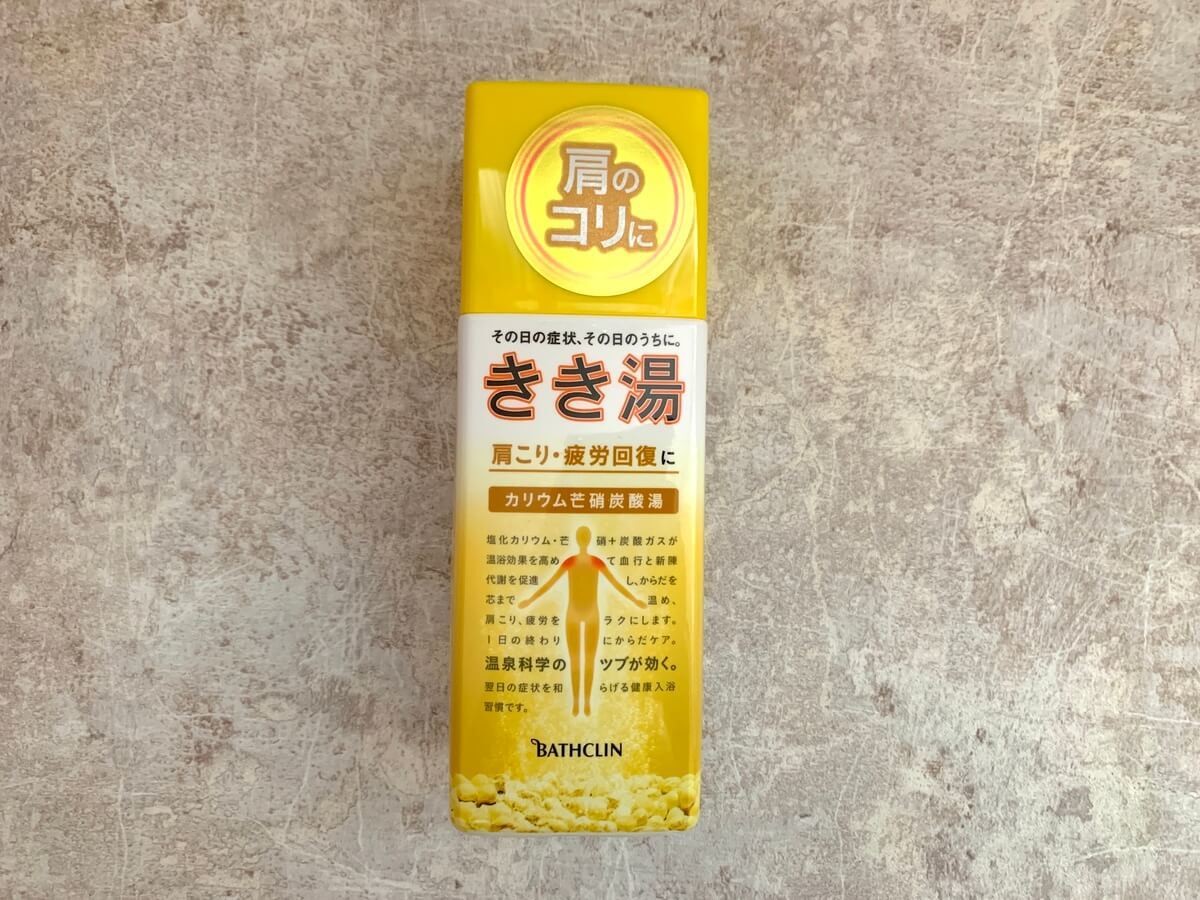 肩の
コリに
その日の症状、その日のうちに。
きき湯
肩こり・疲労回復に
カリウム芒硝炭酸湯
塩化カリウム・芒硝+炭酸ガスが
温浴効果を高めて血行と新陳
代謝を促進し、からだを
芯まで温め、
肩こり、疲労をラクにします。
1日の終わりにからだケア。
温泉科学のツブが効く。
翌日の症状を和らげる健康入浴
習慣です。
BATHCLIN